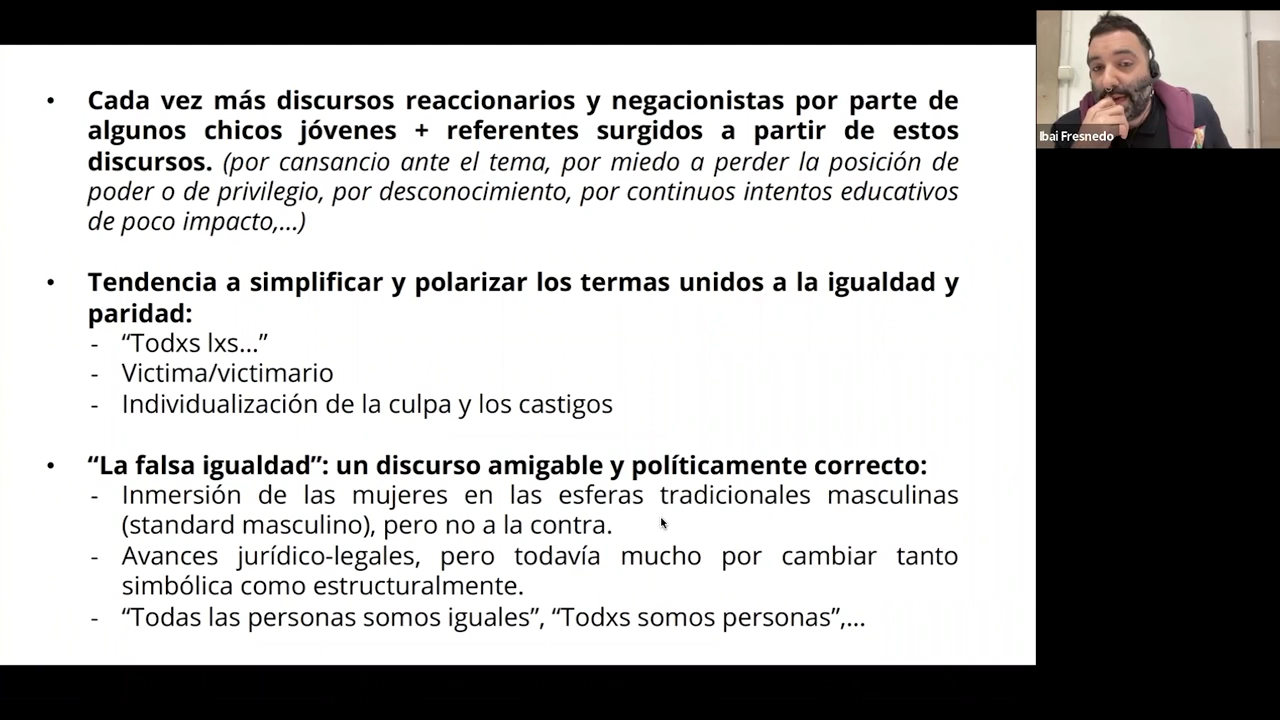 • Cada vez más discursos reaccionarios y negacionistas por parte de
algunos chicos jóvenes + referentes surgidos a partir de estos
discursos. (por cansancio ante el tema, por miedo a perder la posición de
poder o de privilegio, por desconocimiento, por continuos intentos educativos
de poco impacto,...)
• Tendencia a simplificar y polarizar los termas unidos a la igualdad y
paridad:
- “Todxs lxs...”
- Victima/victimario
- Individualización de la culpa y los castigos
• “La falsa igualdad”: un discurso amigable y políticamente correcto:
- Inmersión de las mujeres en las esferas tradicionales masculinas
(standard masculino), pero no a la contra.
- Avances jurídico-legales, pero todavía mucho por cambiar tanto
simbólica como estructuralmente.
- “Todas las personas somos iguales”, “Todxs somos personas”,...
Ibai Fresnedo